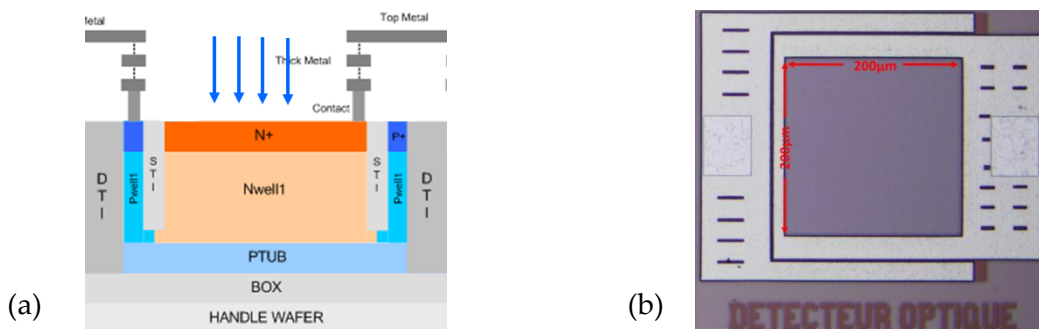 Metal
Top Metal
Thick Metal
Contact
N+
P+
S
T
I
S
T
I
D
T
I
D
T
I
Pwell1
Nwell1
Pwell1
PTUB
BOX
HANDLE WAFER
(a)
200µm
200µm
DETECTEUR OPTIQUE
(b)